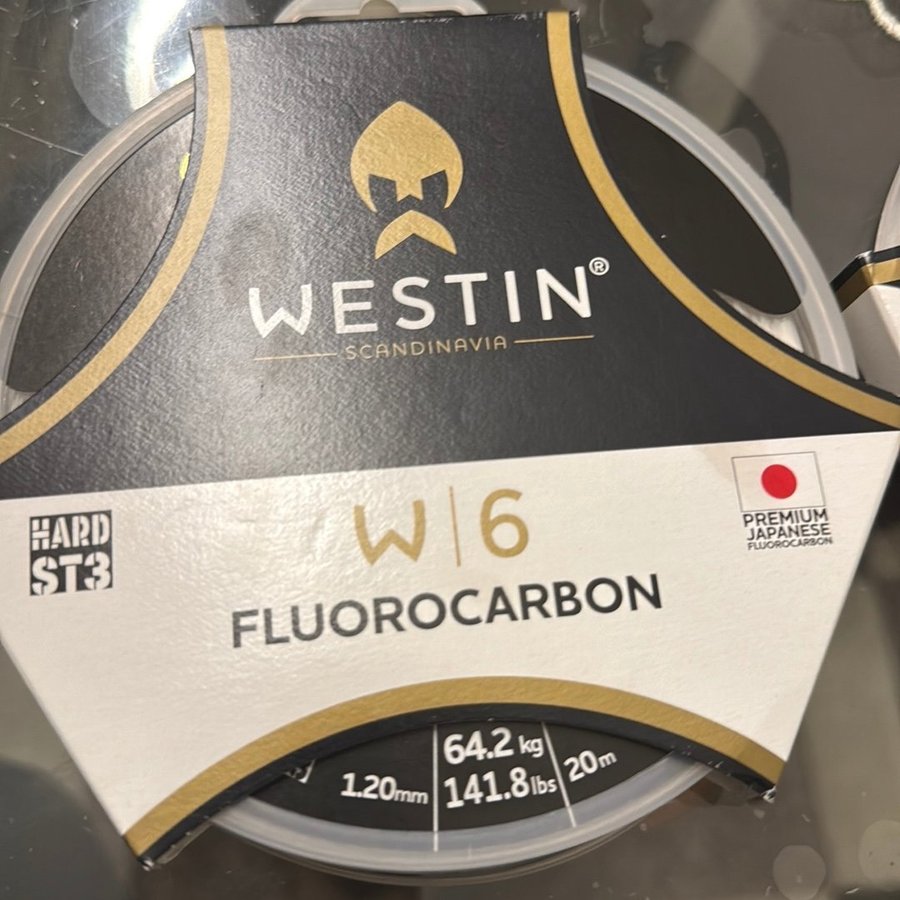 WESTIN®
SCANDINAVIA
W|6
FLUOROCARBON
HARD
ST3
PREMIUM
JAPANESE
FLUOROCARBON
1.20mm
64.2 kg
141.8lbs
20m